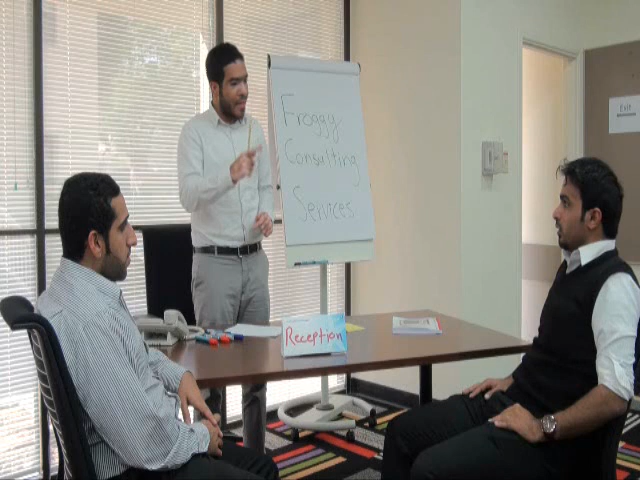 Froggy
Consulting
Services
Reception
Exit